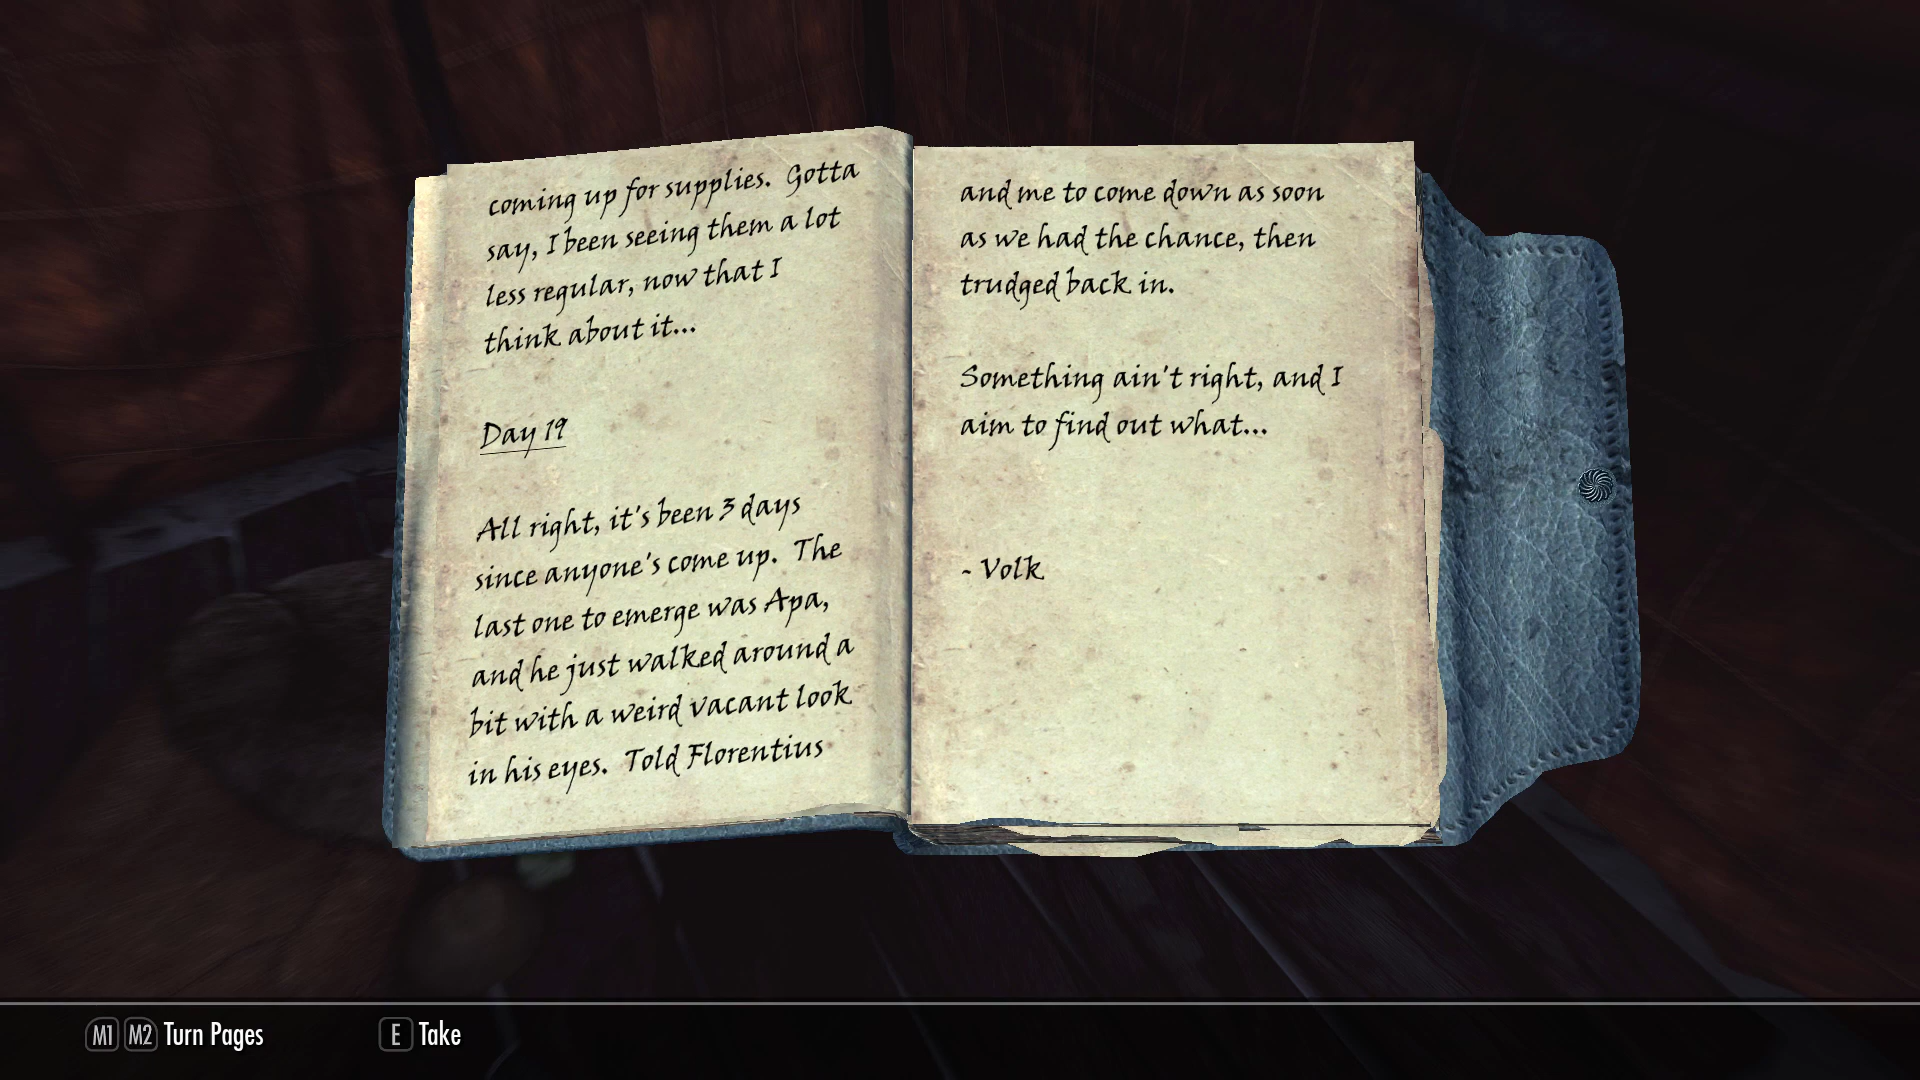 coming up for supplies.  Gotta
say, I been seeing them a lot
less regular, now that I
think about it...
Day 19
All right, it's been 3 days
since anyone's come up.  The
last one to emerge was Apa,
and he just walked around a
bit with a weird vacant look
in his eyes.  Told Florentius
and me to come down as soon
as we had the chance, then
trudged back in.
Something ain't right, and I
aim to find out what...
- Volk
M1 M2 Turn Pages
E Take